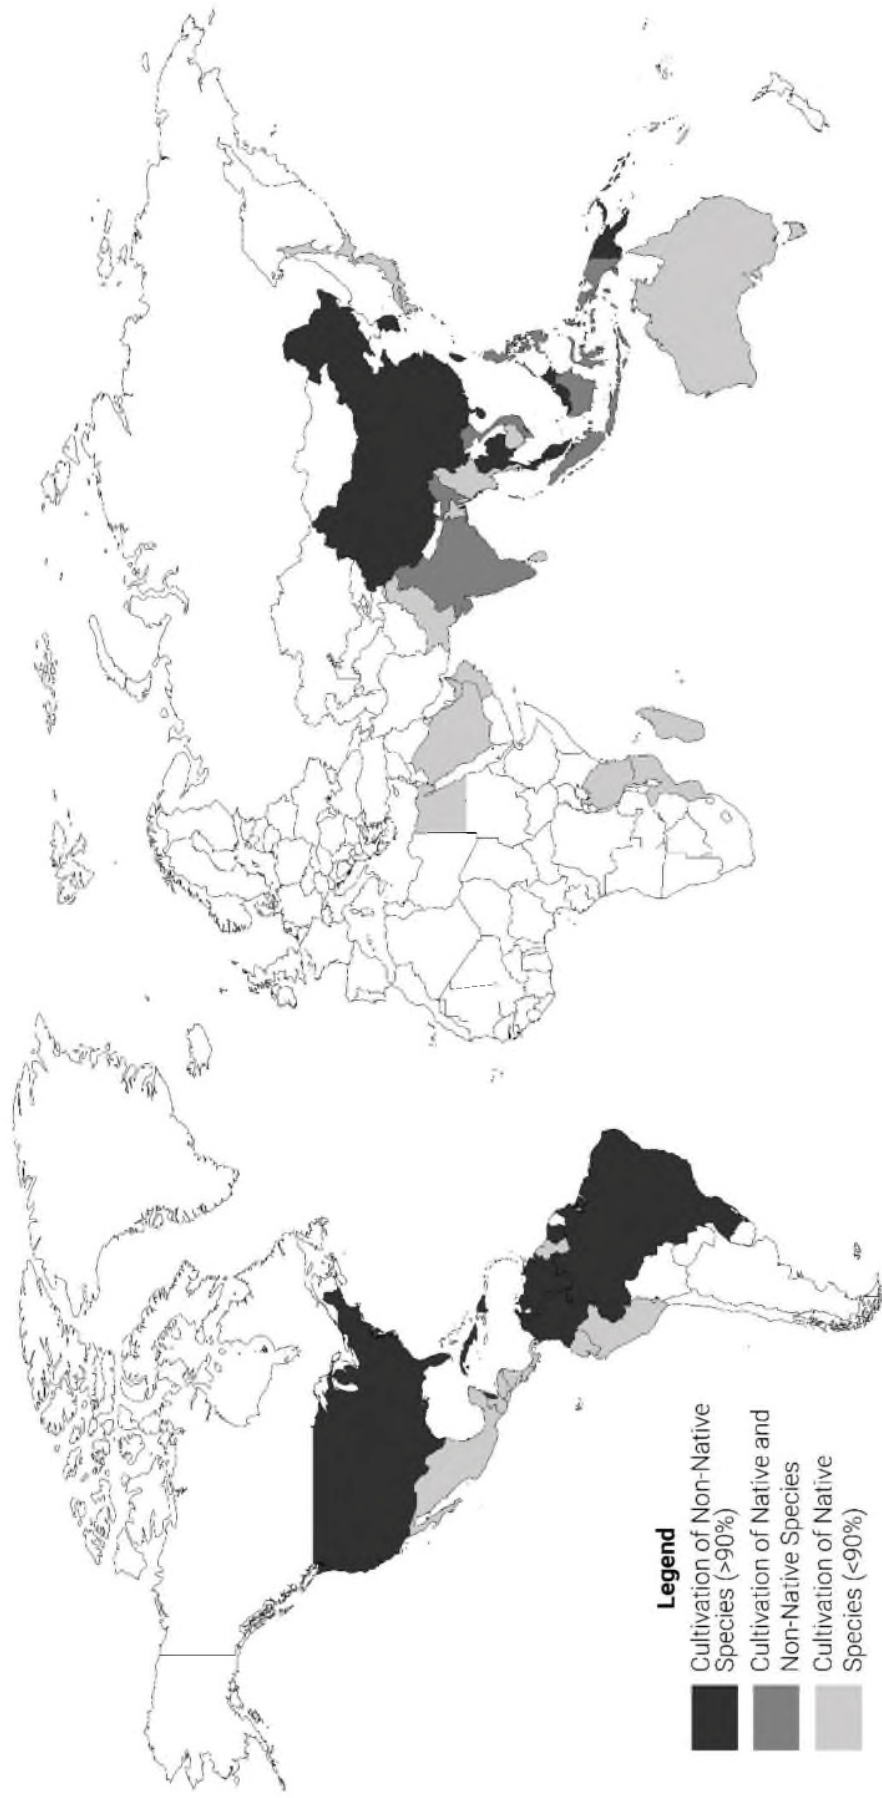 Legend
Cultivation of Non-Native
Species (>90%)
Cultivation of Native and
Non-Native Species
Cultivation of Native
Species (<90%)